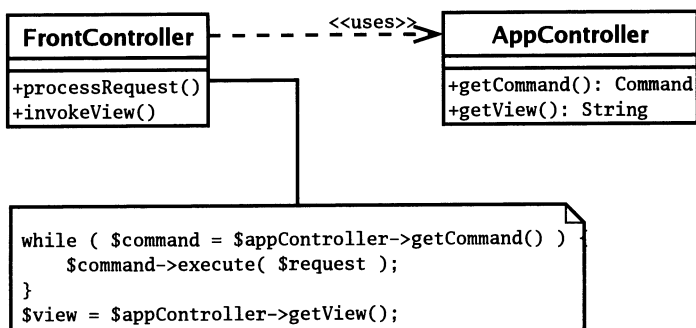 <<uses>>
FrontController
AppController
+processRequest()
+invokeView()
+getCommand(): Command
+getView(): String
while ( $command = $appController->getCommand() ) {
$command->execute( $request );
}
$view = $appController->getView();